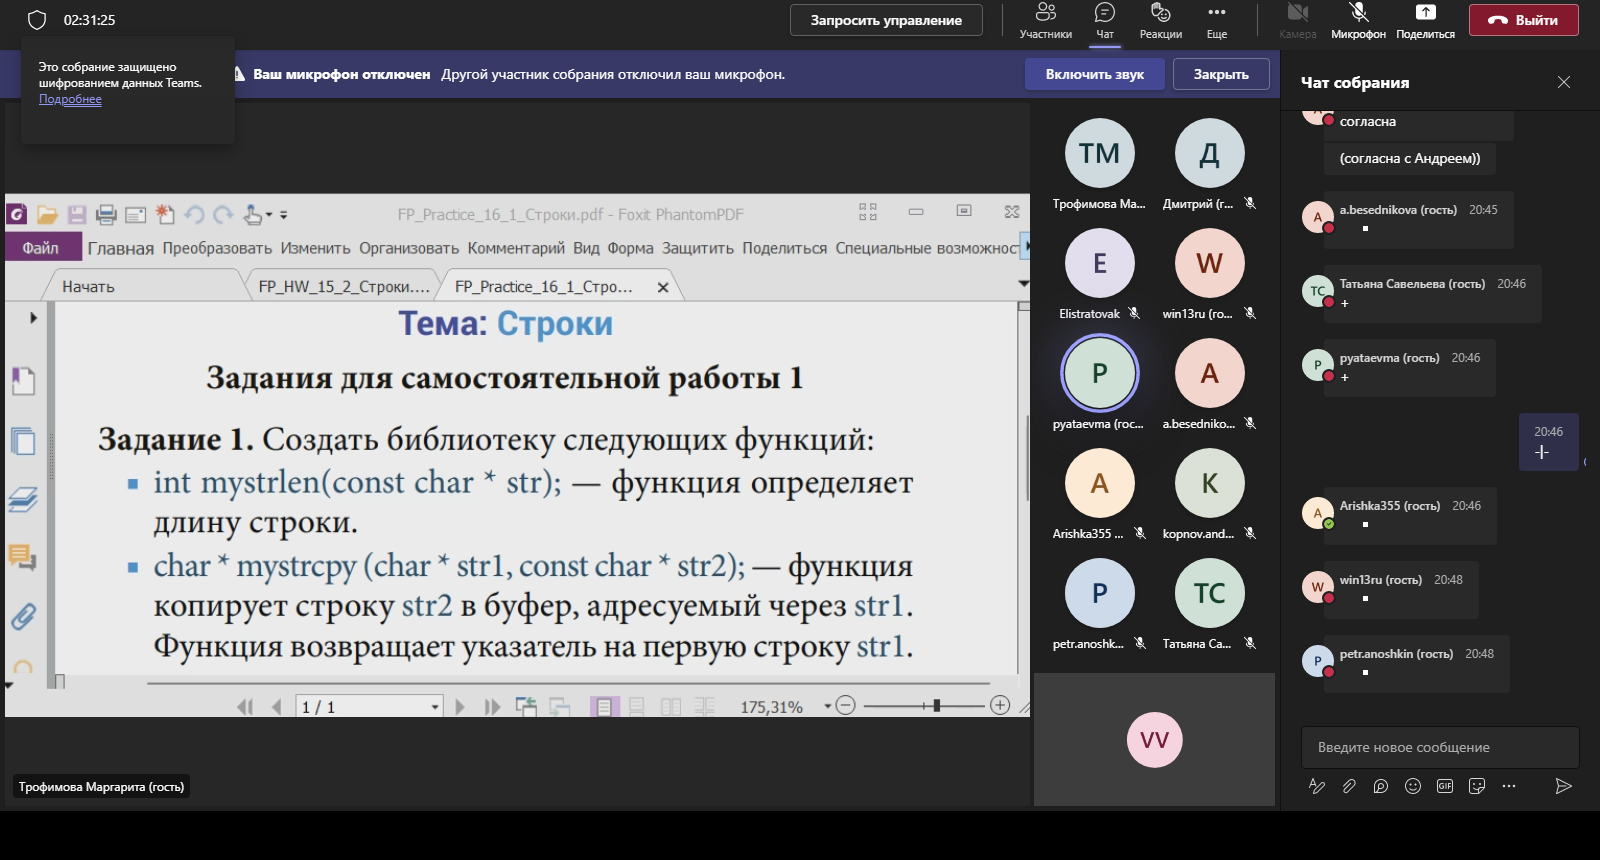 02:31:25
Запросить управление
Участники
Чат
Реакции
Еще
Камера
Микрофон
Поделиться
Выйти
Это собрание защищено
шифрованием данных Teams.
Подробнее
Ваш микрофон отключен Другой участник собрания отключил ваш микрофон.
Включить звук
Закрыть
FP_Practice_16_1_Строки.pdf - Foxit PhantomPDF
Файл Главная Преобразовать Изменить Организовать Комментарий Вид Форма Защитить Поделиться Специальные возможност
Начать
FP_HW_15_2_Строки....
FP_Practice_16_1_Стро...
Тема: Строки
Задания для самостоятельной работы 1
Задание 1. Создать библиотеку следующих функций:
▪ int mystrlen(const char * str); — функция определяет
длину строки.
▪ char * mystrcpy (char * str1, const char * str2); — функция
копирует строку str2 в буфер, адресуемый через str1.
Функция возвращает указатель на первую строку str1.
1 / 1
175,31%
Трофимова Маргарита (гость)
ТМ
Трофимова Ма...
Д
Дмитрий (г...
E
Elistratovak
W
win13ru (го...
P
pyataevma (гос...
A
a.besedniko...
A
Arishka355 ...
K
kopnov.and...
P
petr.anoshk...
ТС
Татьяна Са...
VV
Чат собрания
согласна
(согласна с Андреем))
A
a.besednikova (гость) 20:45
▪
ТС
Татьяна Савельева (гость) 20:46
+
P
pyataevma (гость) 20:46
+
20:46
-|-
A
Arishka355 (гость) 20:46
▪
W
win13ru (гость) 20:48
▪
P
petr.anoshkin (гость) 20:48
▪
Введите новое сообщение
GIF